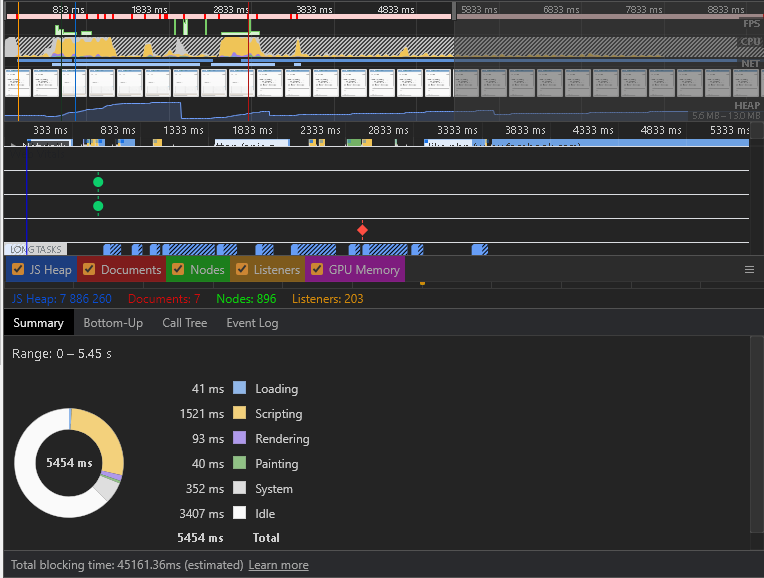 833 ms 1833 ms 2833 ms 3833 ms 4833 ms 5833 ms 6833 ms 7833 ms 8833 ms
FPS
CPU
NET
HEAP
5.6 MB – 13.0 MB
333 ms 833 ms 1333 ms 1833 ms 2333 ms 2833 ms 3333 ms 3833 ms 4333 ms 4833 ms 5333 ms
Network
LONG TASKS
JS Heap Documents Nodes Listeners GPU Memory
JS Heap: 7 886 260 Documents: 7 Nodes: 896 Listeners: 203
Summary Bottom-Up Call Tree Event Log
Range: 0 – 5.45 s
41 ms Loading
1521 ms Scripting
93 ms Rendering
5454 ms
40 ms Painting
352 ms System
3407 ms Idle
5454 ms Total
Total blocking time: 45161.36ms (estimated) Learn more